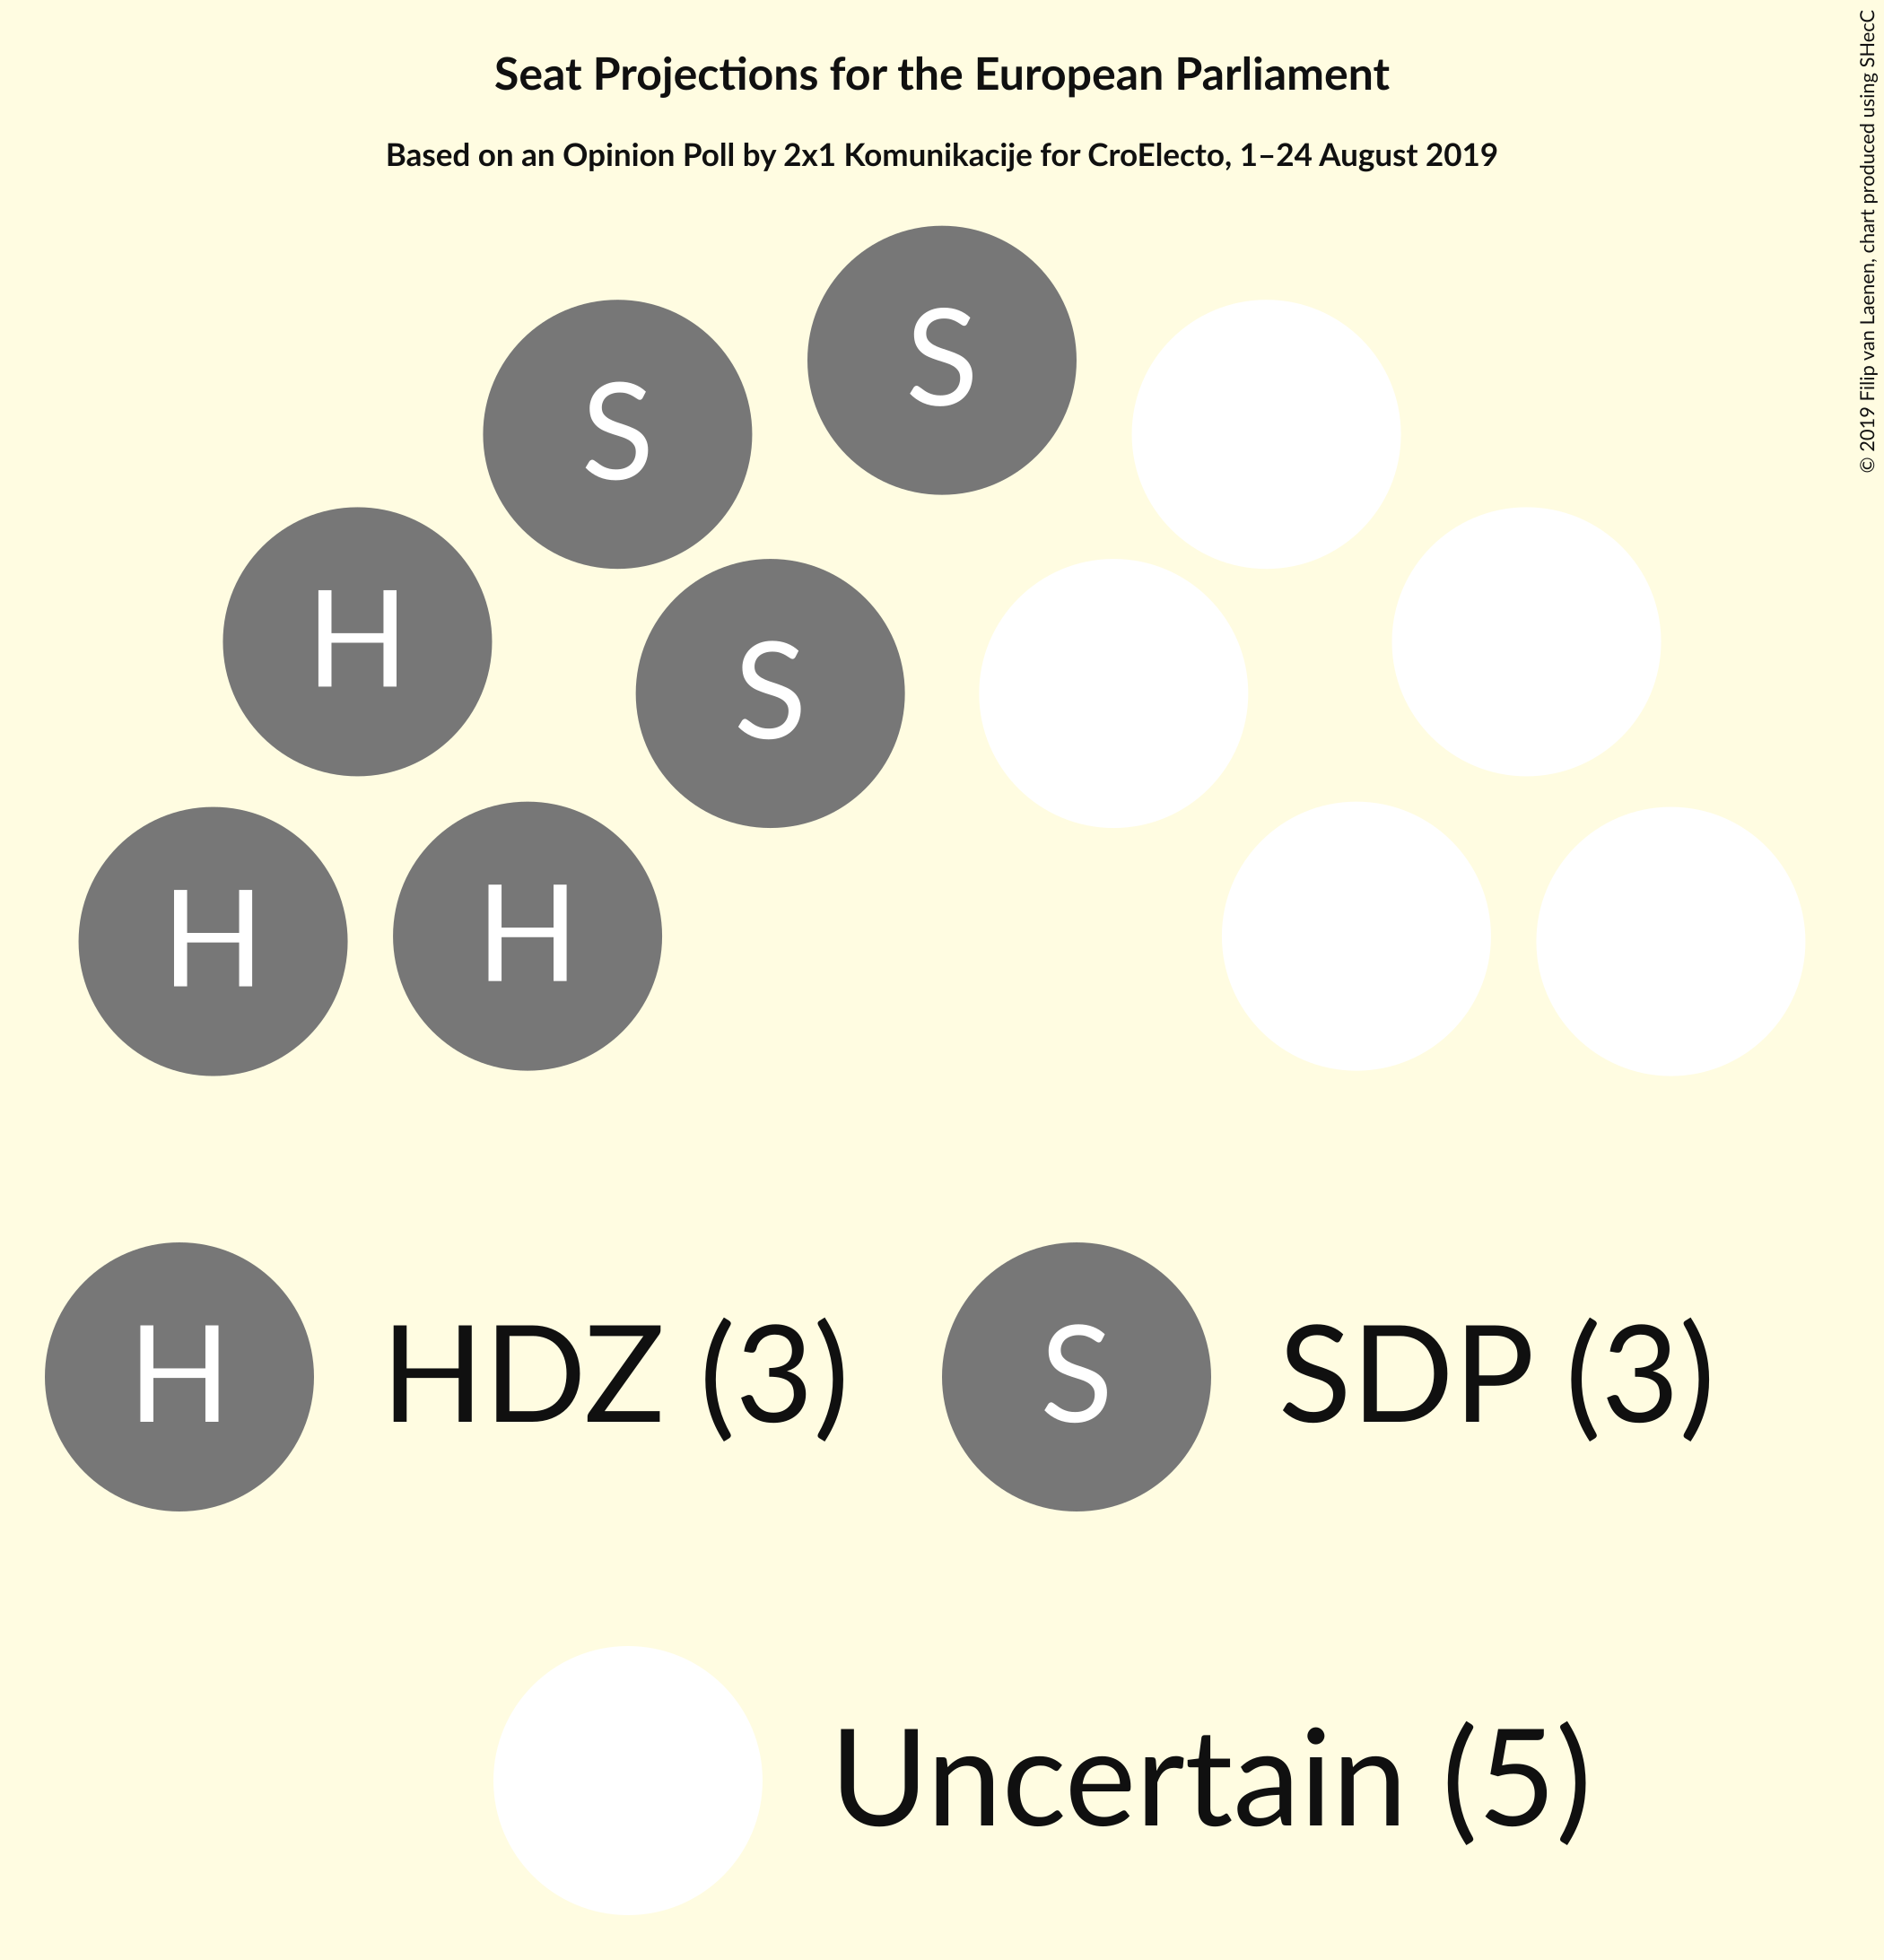 Seat Projections for the European Parliament
Based on an Opinion Poll by 2x1 Komunikacije for CroElecto, 1–24 August 2019
© 2019 Filip van Laenen, chart produced using SHecC
S
S
H
S
H
H
H HDZ (3) S SDP (3)
Uncertain (5)